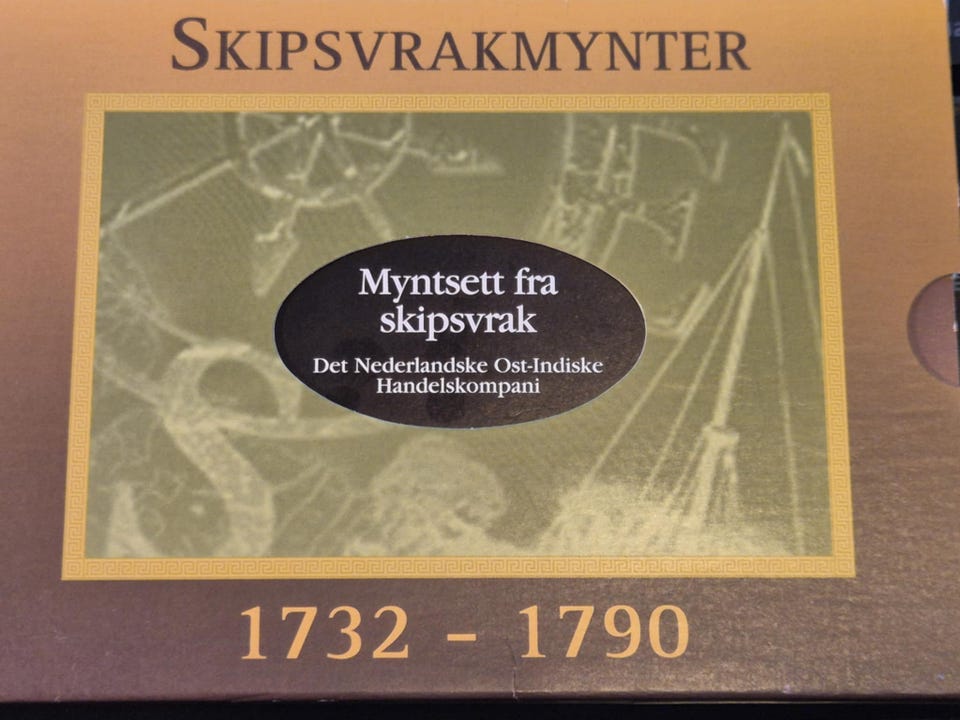 SKIPSVRAKMYNTER
Myntsett fra
skipsvrak
Det Nederlandske Ost-Indiske
Handelskompani
1732 - 1790